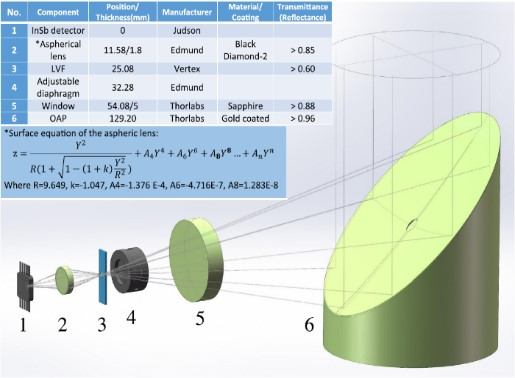 No. Component Position/Thickness(mm) Manufacturer Material/Coating Transmittance (Reflectance)
1 InSb detector 0 Judson
2 *Aspherical lens 11.58/1.8 Edmund Black Diamond-2 > 0.85
3 LVF 25.08 Vertex > 0.60
4 Adjustable diaphragm 32.28 Edmund
5 Window 54.08/5 Thorlabs Sapphire > 0.88
6 OAP 129.20 Thorlabs Gold coated > 0.96
*Surface equation of the aspheric lens:
z = Y² / R(1 + √(1 − (1 + k) Y²/R²)) + A₄Y⁴ + A₆Y⁶ + A₈Y⁸ ... + AₙYⁿ
Where R=9.649, k=-1.047, A4=-1.376 E-4, A6=-4.716E-7, A8=1.283E-8
1 2 3 4 5 6